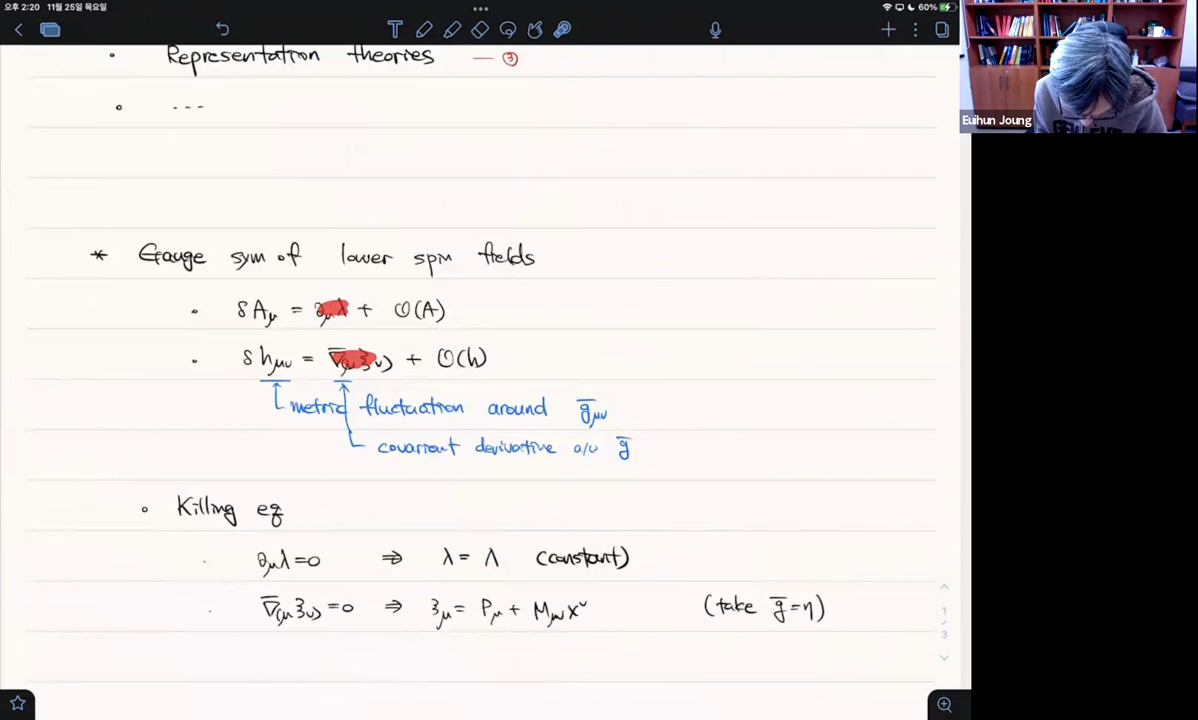 오후 2:20 11월 25일 목요일
60%
• Representation theories — ③
• ---
* Gauge sym of lower spin fields
• δA_μ = ∂_μλ + O(A)
• δh_μν = ∇̄_(μ ξ_ν) + O(h)
metric fluctuation around ḡ_μν
covariant derivative a/w ḡ
• Killing eq
· ∂_μλ=0 ⇒ λ = Λ (constant)
· ∇̄_(μ ξ_ν) = 0 ⇒ ξ_μ = P_μ + M_μν x^ν (take ḡ=η)
1
/
3
Euihun Joung